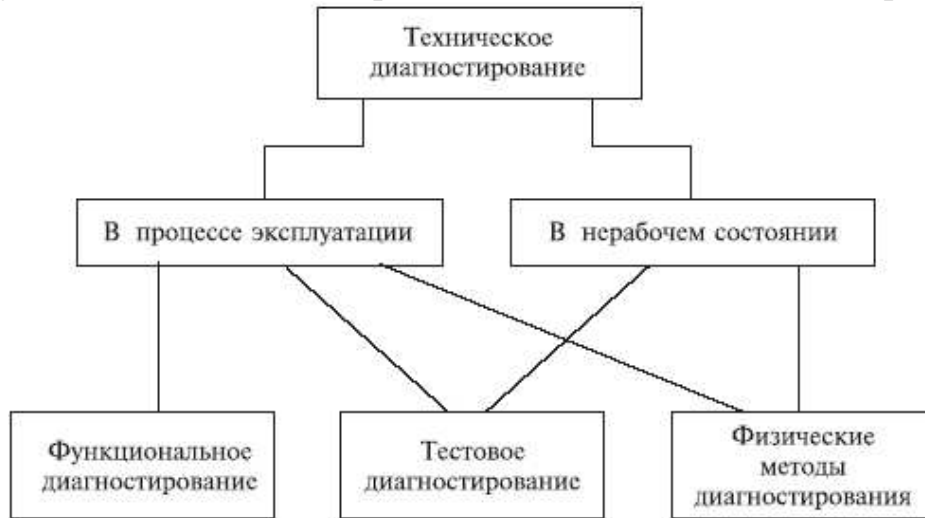 Техническое
диагностирование
В процессе эксплуатации
В нерабочем состоянии
Функциональное
диагностирование
Тестовое
диагностирование
Физические
методы
диагностирования